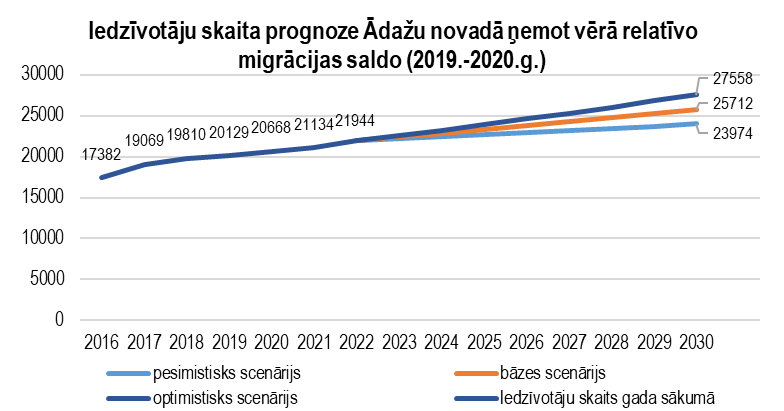 Iedzīvotāju skaita prognoze Ādažu novadā ņemot vērā relatīvo
migrācijas saldo (2019.-2020.g.)
30000
25000
20000
15000
10000
5000
0
17382
19069
19810
20129
20668
21134
21944
27558
25712
23974
2016 2017 2018 2019 2020 2021 2022 2023 2024 2025 2026 2027 2028 2029 2030
pesimistisks scenārijs
bāzes scenārijs
optimistisks scenārijs
Iedzīvotāju skaits gada sākumā